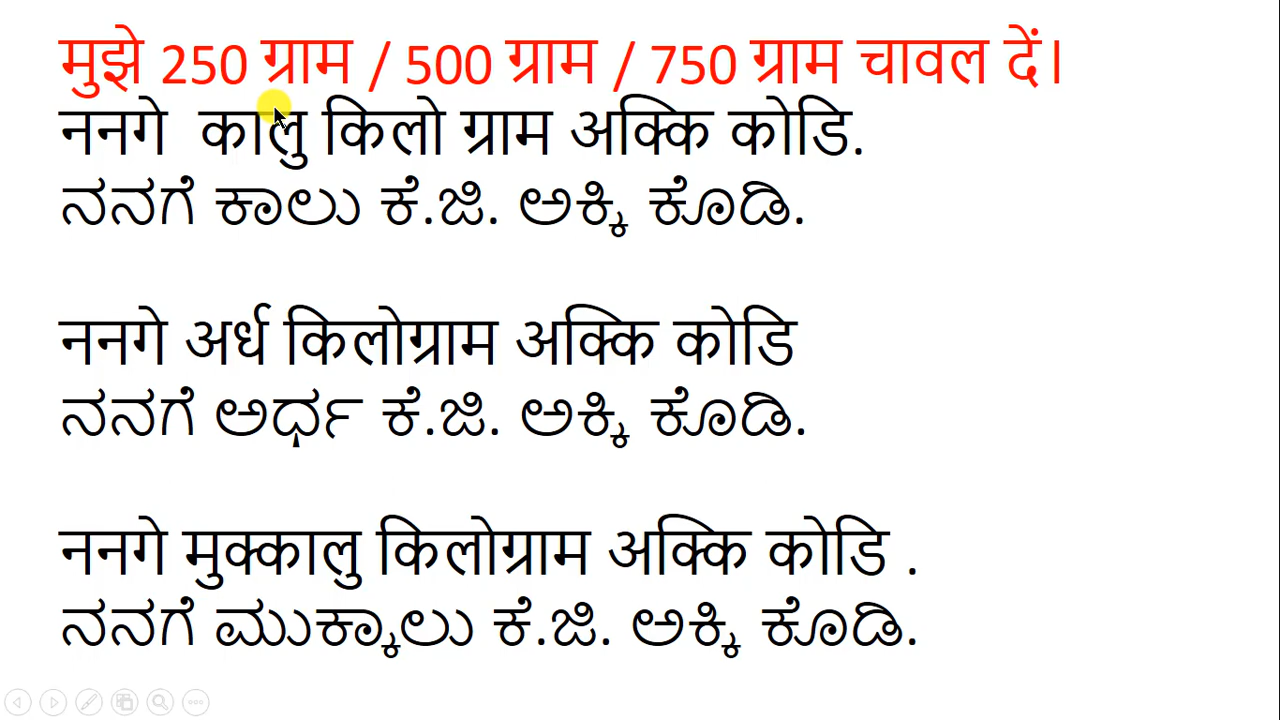 मुझे 250 ग्राम / 500 ग्राम / 750 ग्राम चावल दें।
ननगे कालु किलो ग्राम अक्कि कोडि.
ನನಗೆ ಕಾಲು ಕೆ.ಜಿ. ಅಕ್ಕಿ ಕೊಡಿ.
ननगे अर्ध किलोग्राम अक्कि कोडि
ನನಗೆ ಅರ್ಧ ಕೆ.ಜಿ. ಅಕ್ಕಿ ಕೊಡಿ.
ननगे मुक्कालु किलोग्राम अक्कि कोडि .
ನನಗೆ ಮುಕ್ಕಾಲು ಕೆ.ಜಿ. ಅಕ್ಕಿ ಕೊಡಿ.